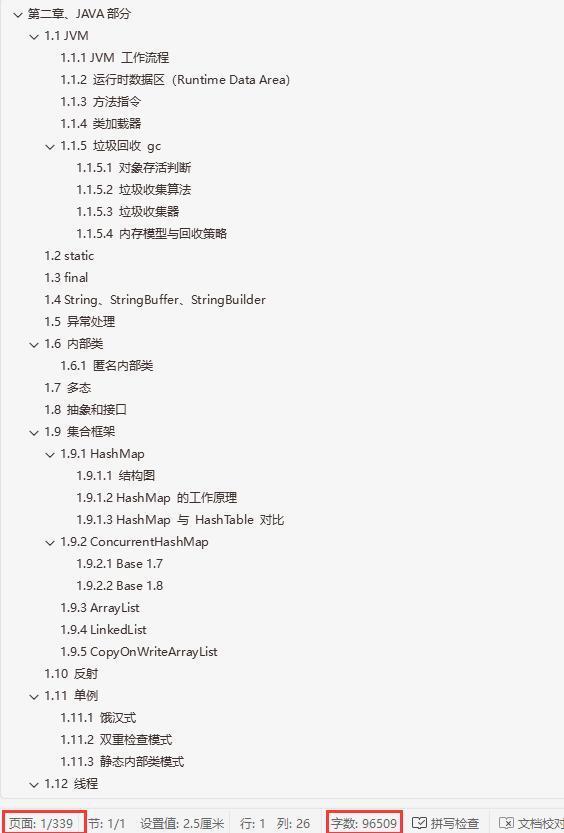 第二章、JAVA 部分
1.1 JVM
1.1.1 JVM 工作流程
1.1.2 运行时数据区（Runtime Data Area）
1.1.3 方法指令
1.1.4 类加载器
1.1.5 垃圾回收 gc
1.1.5.1 对象存活判断
1.1.5.2 垃圾收集算法
1.1.5.3 垃圾收集器
1.1.5.4 内存模型与回收策略
1.2 static
1.3 final
1.4 String、StringBuffer、StringBuilder
1.5 异常处理
1.6 内部类
1.6.1 匿名内部类
1.7 多态
1.8 抽象和接口
1.9 集合框架
1.9.1 HashMap
1.9.1.1 结构图
1.9.1.2 HashMap 的工作原理
1.9.1.3 HashMap 与 HashTable 对比
1.9.2 ConcurrentHashMap
1.9.2.1 Base 1.7
1.9.2.2 Base 1.8
1.9.3 ArrayList
1.9.4 LinkedList
1.9.5 CopyOnWriteArrayList
1.10 反射
1.11 单例
1.11.1 饿汉式
1.11.2 双重检查模式
1.11.3 静态内部类模式
1.12 线程
页面: 1/339 节: 1/1 设置值: 2.5厘米 行: 1 列: 26 字数: 96509 拼写检查 文档校对